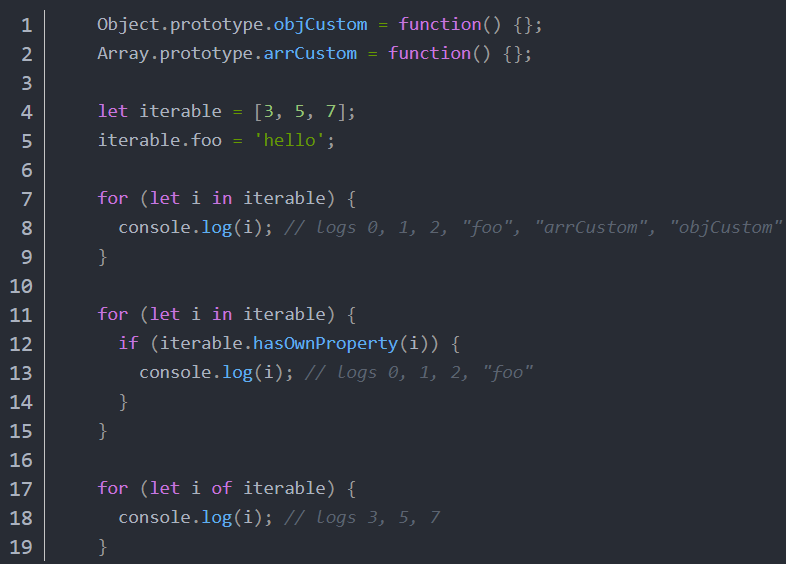 1 Object.prototype.objCustom = function() {};
2 Array.prototype.arrCustom = function() {};
3
4 let iterable = [3, 5, 7];
5 iterable.foo = 'hello';
6
7 for (let i in iterable) {
8   console.log(i); // logs 0, 1, 2, "foo", "arrCustom", "objCustom"
9 }
10
11 for (let i in iterable) {
12   if (iterable.hasOwnProperty(i)) {
13     console.log(i); // logs 0, 1, 2, "foo"
14   }
15 }
16
17 for (let i of iterable) {
18   console.log(i); // logs 3, 5, 7
19 }